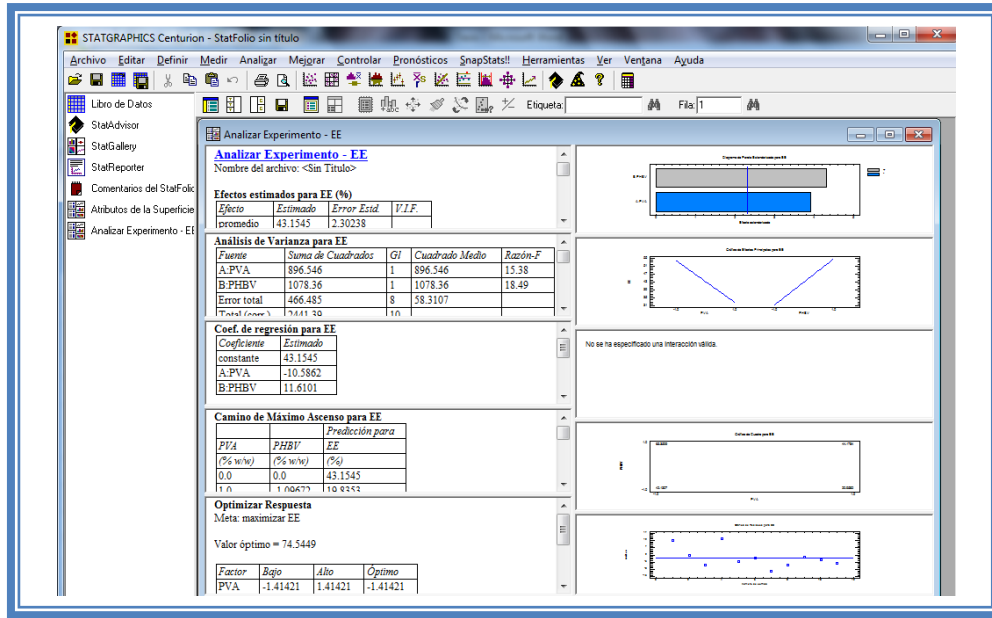 STATGRAPHICS Centurion - StatFolio sin título
Archivo Editar Definir Medir Analizar Mejorar Controlar Pronósticos SnapStats!! Herramientas Ver Ventana Ayuda
Etiqueta: Fila: 1
Libro de Datos
StatAdvisor
StatGallery
StatReporter
Comentarios del StatFolio
Atributos de la Superficie
Analizar Experimento - EE
Analizar Experimento - EE
Analizar Experimento - EE
Nombre del archivo: <Sin Titulo>
Efectos estimados para EE (%)
Efecto Estimado Error Estd. V.I.F.
promedio 43.1545 2.30238
Análisis de Varianza para EE
Fuente Suma de Cuadrados Gl Cuadrado Medio Razón-F
A:PVA 896.546 1 896.546 15.38
B:PHBV 1078.36 1 1078.36 18.49
Error total 466.485 8 58.3107
Total (corr.) 2441.39 10
Coef. de regresión para EE
Coeficiente Estimado
constante 43.1545
A:PVA -10.5862
B:PHBV 11.6101
Camino de Máximo Ascenso para EE
Predicción para
PVA PHBV EE
(% w/w) (% w/w) (%)
0.0 0.0 43.1545
1.0 1.09672 19.8353
Optimizar Respuesta
Meta: maximizar EE
Valor óptimo = 74.5449
Factor Bajo Alto Óptimo
PVA -1.41421 1.41421 -1.41421
No se ha especificado una interacción válida.